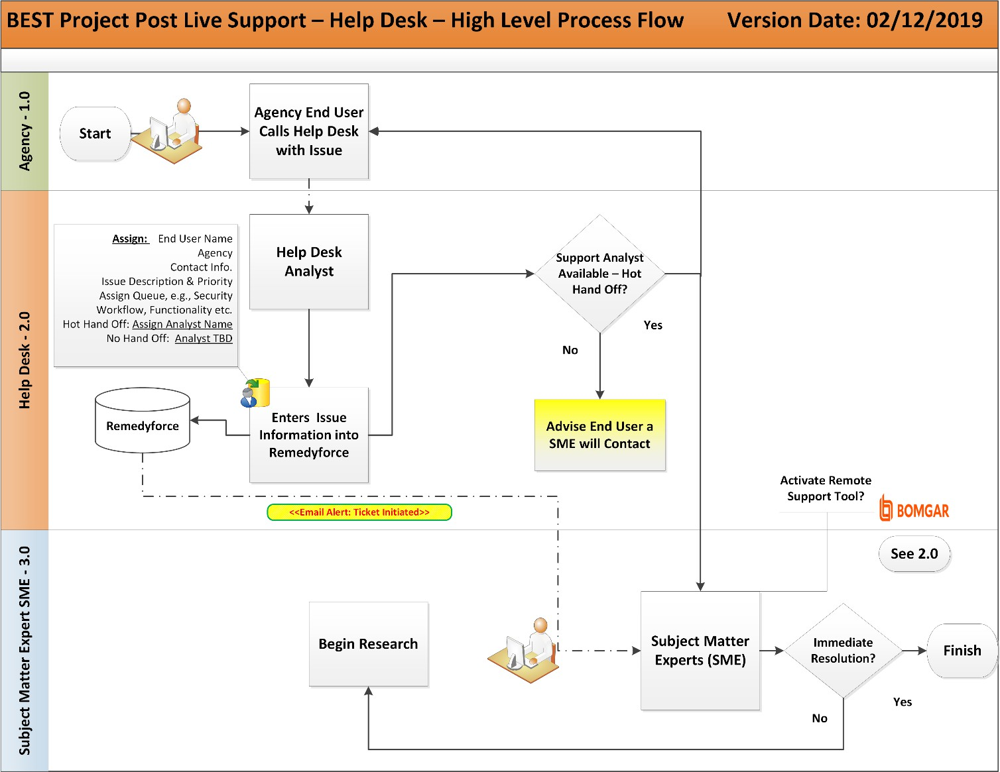 BEST Project Post Live Support – Help Desk – High Level Process Flow Version Date: 02/12/2019
Agency - 1.0
Start
Agency End User
Calls Help Desk
with Issue
Help Desk - 2.0
Assign: End User Name
Agency
Contact Info.
Issue Description & Priority
Assign Queue, e.g., Security
Workflow, Functionality etc.
Hot Hand Off: Assign Analyst Name
No Hand Off: Analyst TBD
Help Desk
Analyst
Support Analyst
Available – Hot
Hand Off?
Yes
No
Remedyforce
Enters Issue
Information into
Remedyforce
Advise End User a
SME will Contact
<<Email Alert: Ticket Initiated>>
Activate Remote
Support Tool?
BOMGAR
See 2.0
Subject Matter Expert SME - 3.0
Begin Research
Subject Matter
Experts (SME)
Immediate
Resolution?
Finish
Yes
No